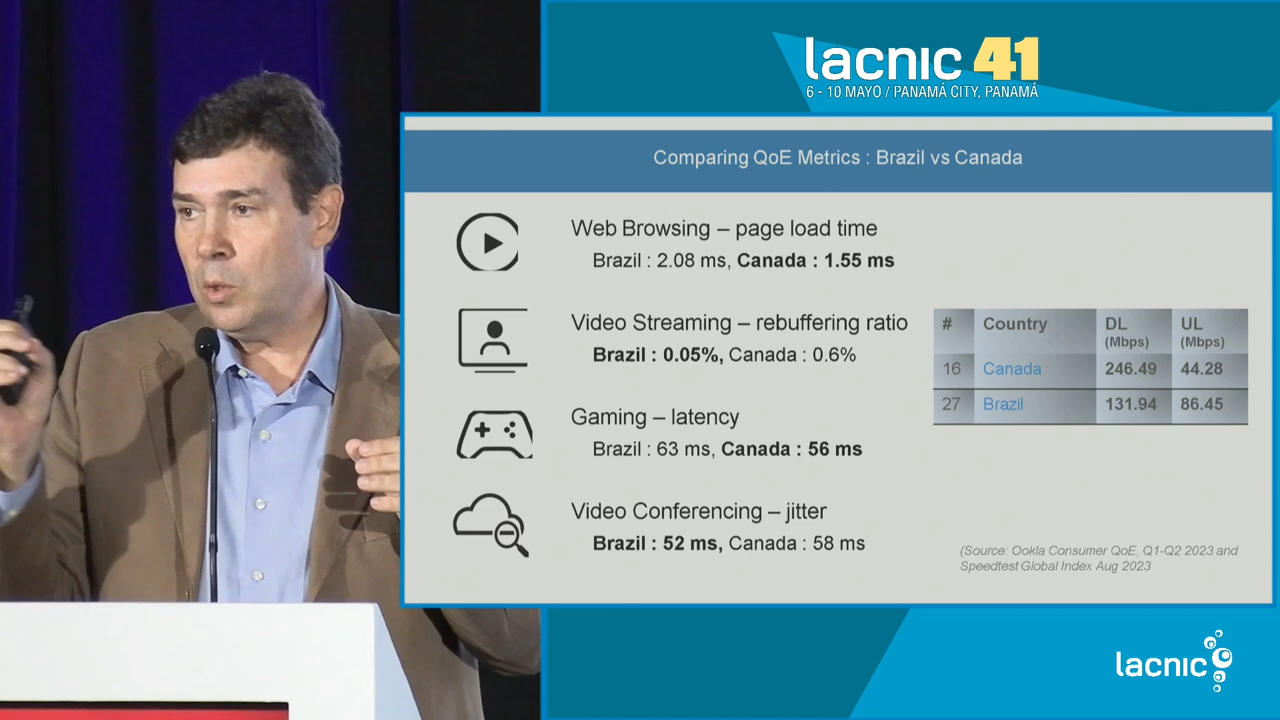 lacnic 41
6 - 10 MAYO / PANAMÁ CITY, PANAMÁ
Comparing QoE Metrics : Brazil vs Canada
Web Browsing – page load time
Brazil : 2.08 ms, Canada : 1.55 ms
Video Streaming – rebuffering ratio
Brazil : 0.05%, Canada : 0.6%
Gaming – latency
Brazil : 63 ms, Canada : 56 ms
Video Conferencing – jitter
Brazil : 52 ms, Canada : 58 ms
# Country DL UL
(Mbps) (Mbps)
16 Canada 246.49 44.28
27 Brazil 131.94 86.45
(Source: Ookla Consumer QoE, Q1-Q2 2023 and
Speedtest Global Index Aug 2023
lacnic